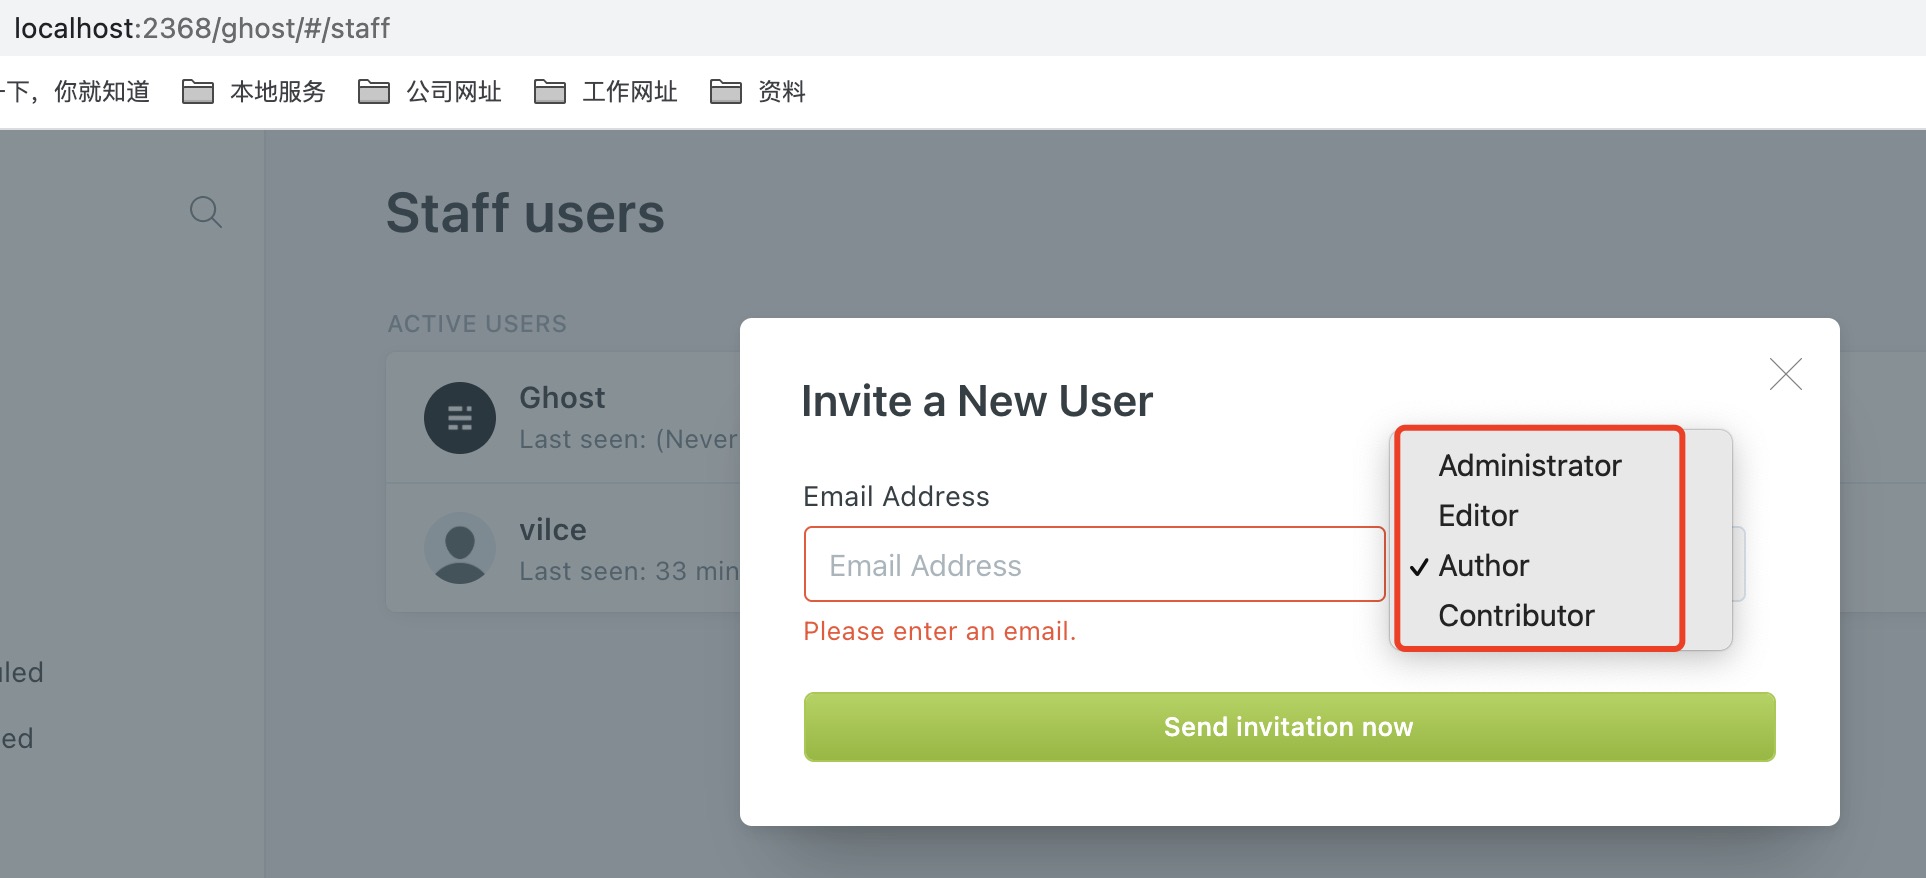 localhost:2368/ghost/#/staff
一下，你就知道 本地服务 公司网址 工作网址 资料
Staff users
ACTIVE USERS
Ghost
Last seen: (Never
vilce
Last seen: 33 min
Invite a New User
Email Address
Email Address
Please enter an email.
Administrator
Editor
✓ Author
Contributor
Send invitation now